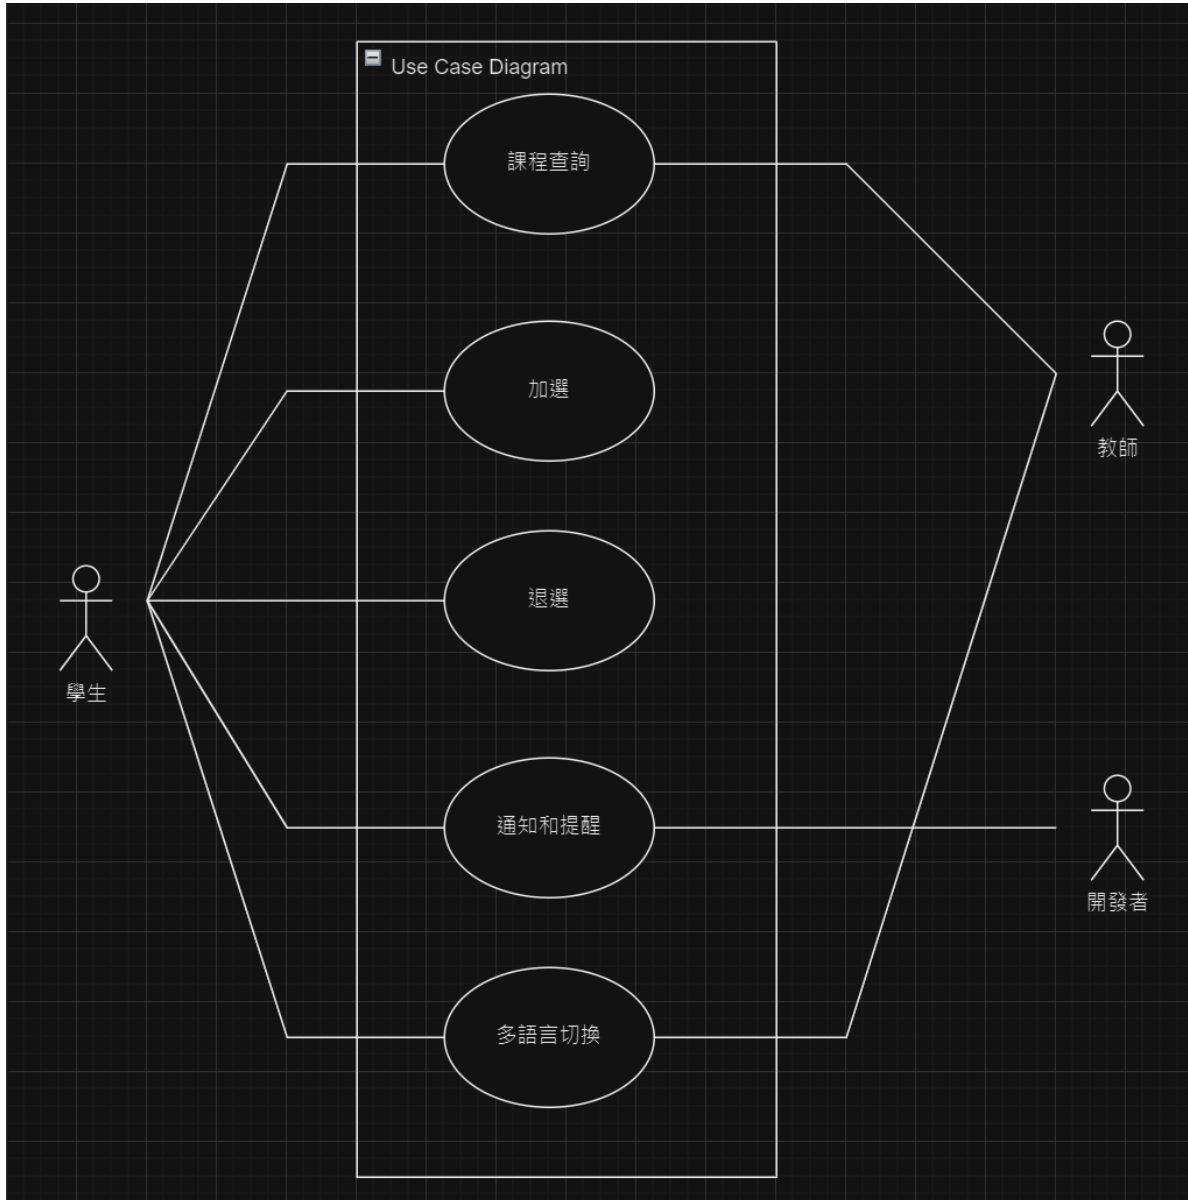 Use Case Diagram
課程查詢
加選
教師
退選
學生
通知和提醒
開發者
多語言切換